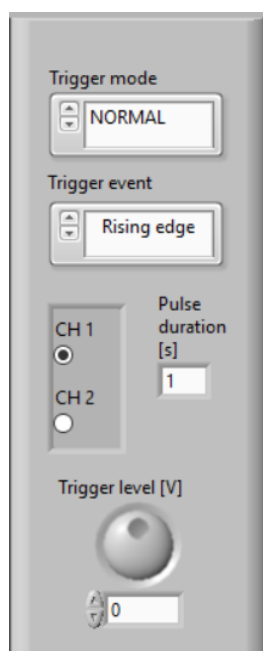 Trigger mode
NORMAL
Trigger event
Rising edge
CH 1
CH 2
Pulse
duration
[s]
1
Trigger level [V]
0